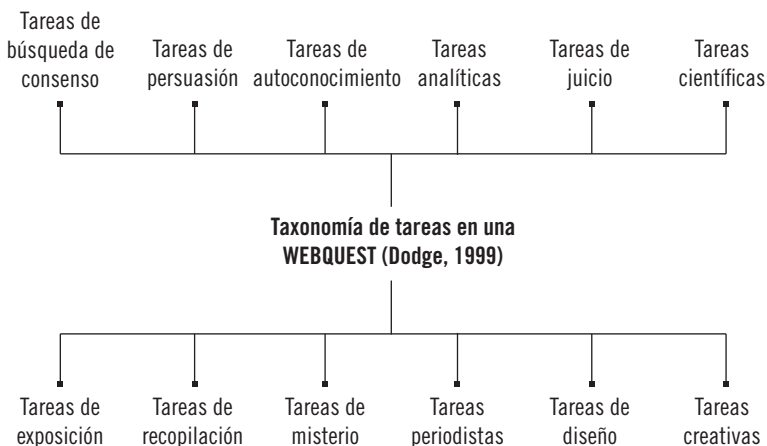 Tareas de
búsqueda de
consenso
Tareas de
persuasión
Tareas de
autoconocimiento
Tareas
analíticas
Tareas de
juicio
Tareas
científicas
Taxonomía de tareas en una
WEBQUEST (Dodge, 1999)
Tareas de
exposición
Tareas de
recopilación
Tareas de
misterio
Tareas
periodistas
Tareas de
diseño
Tareas
creativas